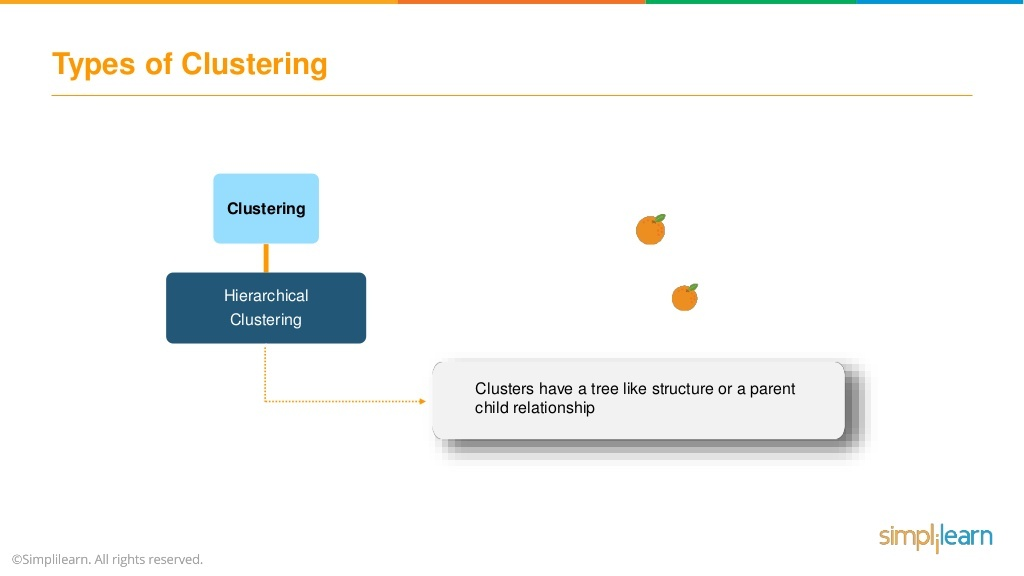 Types of Clustering
Clustering
Hierarchical
Clustering
Clusters have a tree like structure or a parent
child relationship
simplilearn
©Simplilearn. All rights reserved.